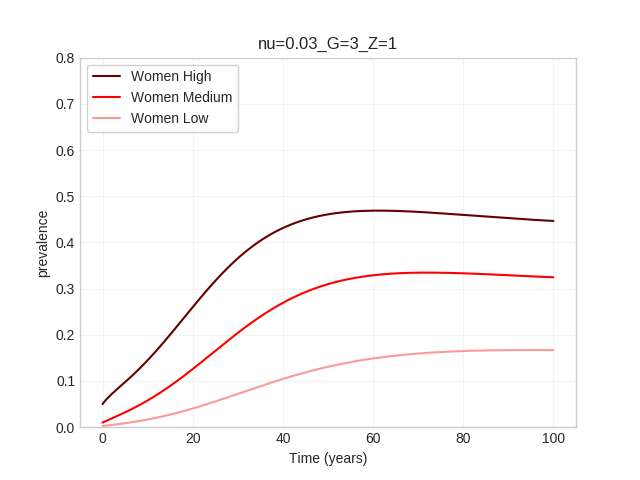 nu=0.03_G=3_Z=1
Women High
Women Medium
Women Low
prevalence
0.8
0.7
0.6
0.5
0.4
0.3
0.2
0.1
0.0
0 20 40 60 80 100
Time (years)